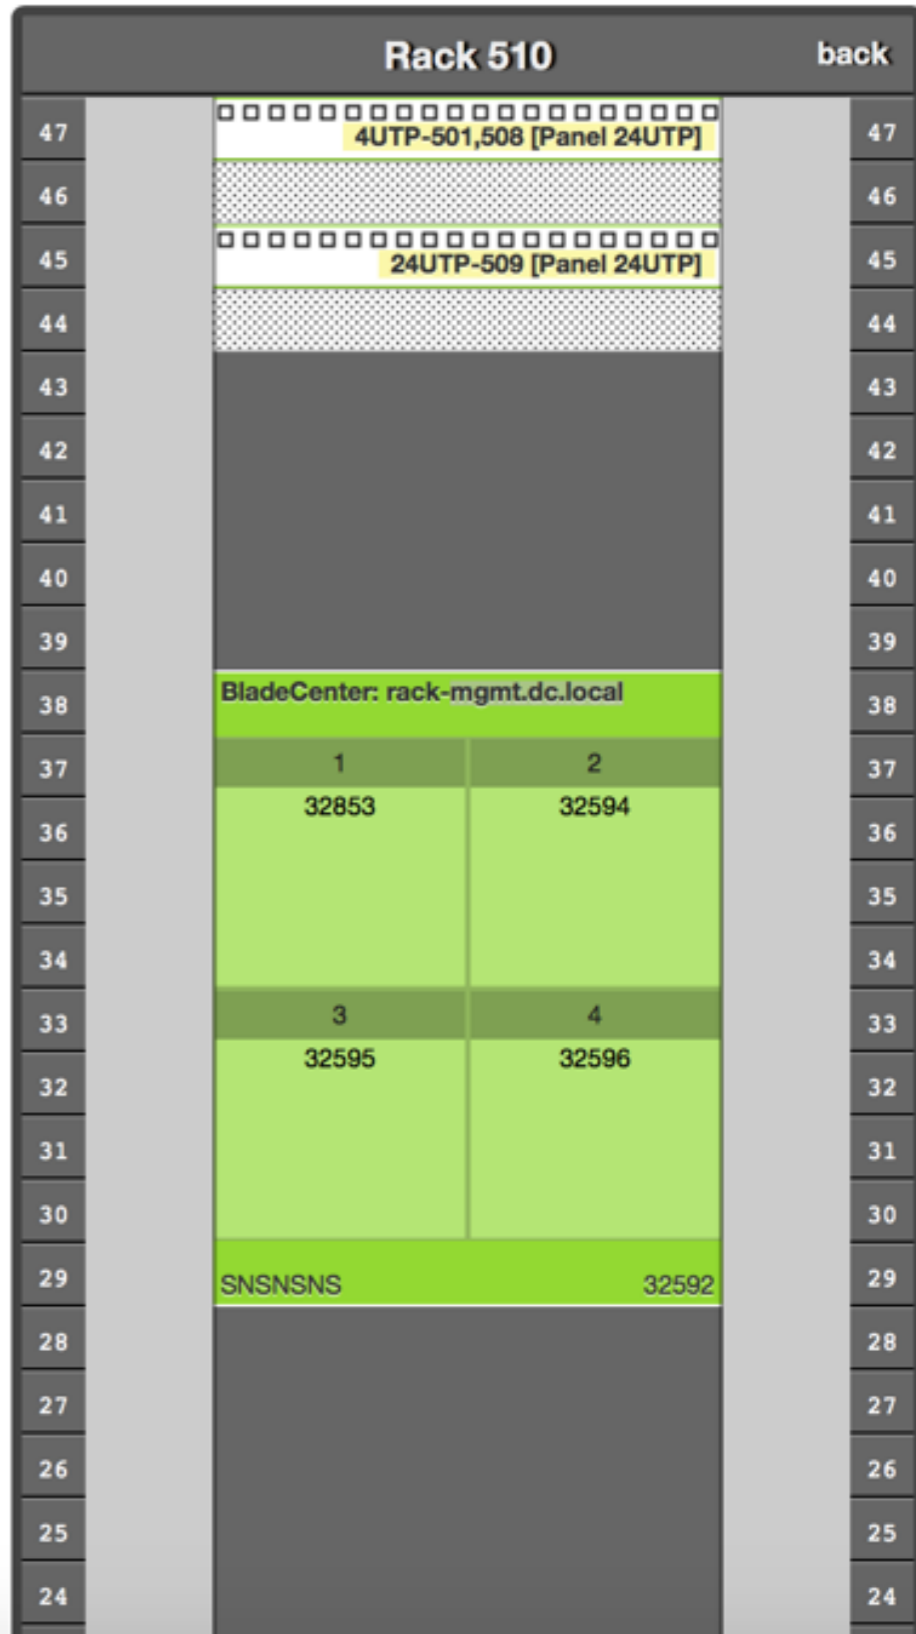 Rack 510 back
47 4UTP-501,508 [Panel 24UTP] 47
46 46
45 24UTP-509 [Panel 24UTP] 45
44 44
43 43
42 42
41 41
40 40
39 39
38 BladeCenter: rack-mgmt.dc.local 38
37 1 2 37
36 32853 32594 36
35 35
34 34
33 3 4 33
32 32595 32596 32
31 31
30 30
29 SNSNSNS 32592 29
28 28
27 27
26 26
25 25
24 24